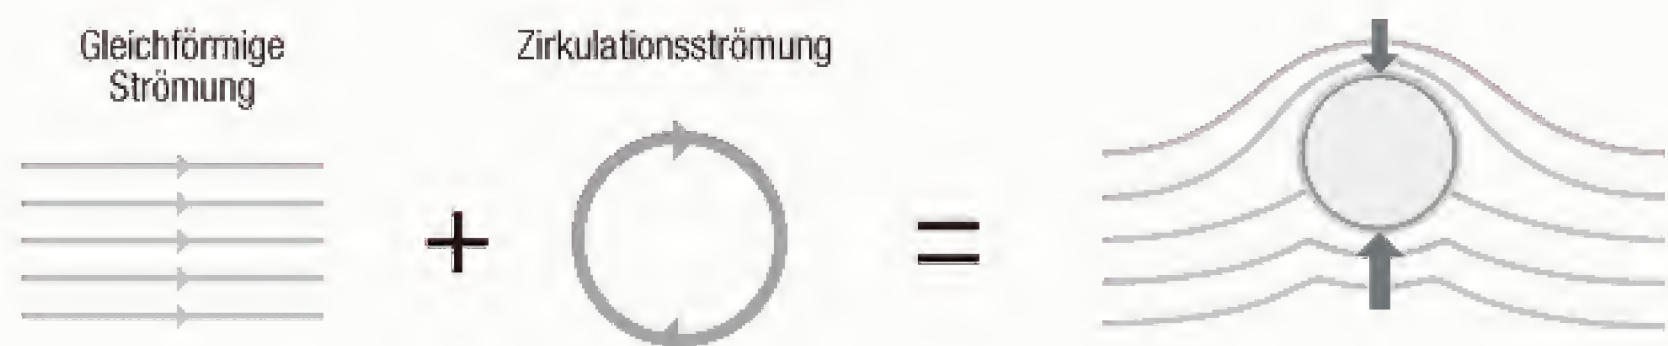 Gleichförmige
Strömung
Zirkulationsströmung
+
=